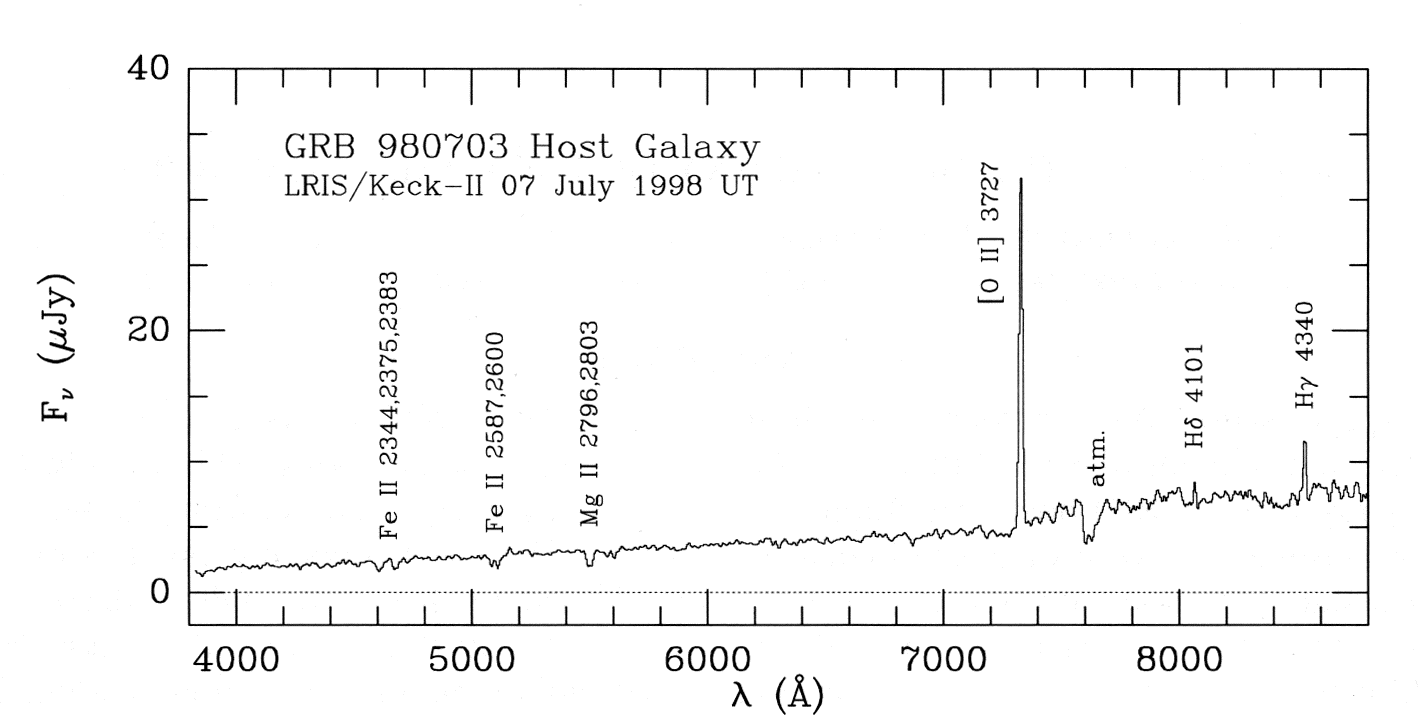 40
20
0
F_ν (μJy)
GRB 980703 Host Galaxy
LRIS/Keck−II 07 July 1998 UT
Fe II 2344,2375,2383
Fe II 2587,2600
Mg II 2796,2803
[O II] 3727
atm.
Hδ 4101
Hγ 4340
4000 5000 6000 7000 8000
λ (Å)